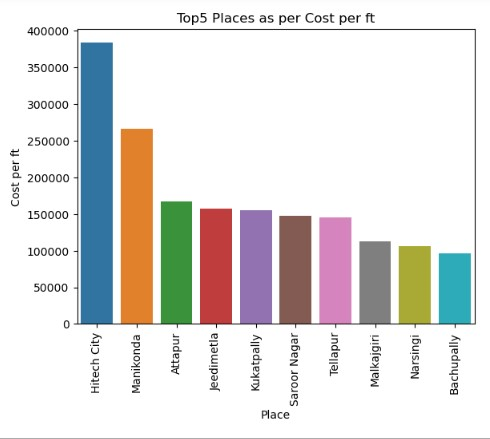 Top5 Places as per Cost per ft
400000
350000
300000
250000
200000
150000
100000
50000
0
Cost per ft
Hitech City
Manikonda
Attapur
Jeedimetla
Kukatpally
Saroor Nagar
Tellapur
Malkajgiri
Narsingi
Bachupally
Place